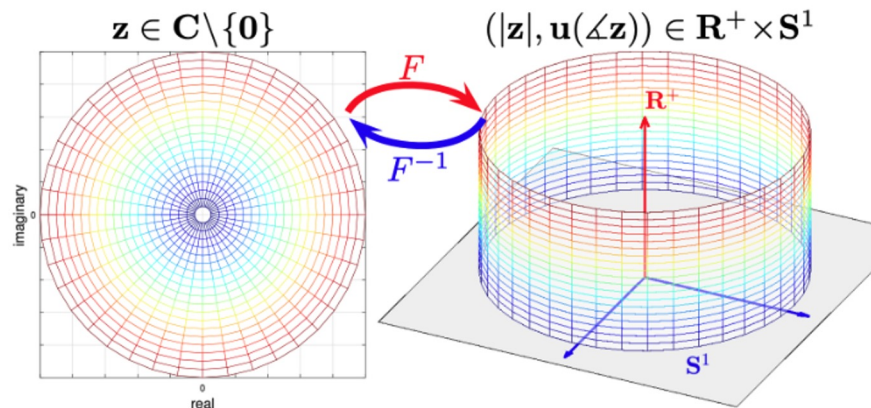 z ∈ C\{0}
(|z|, u(∡z)) ∈ R⁺ × S¹
F
F⁻¹
R⁺
S¹
imaginary
0
0
real